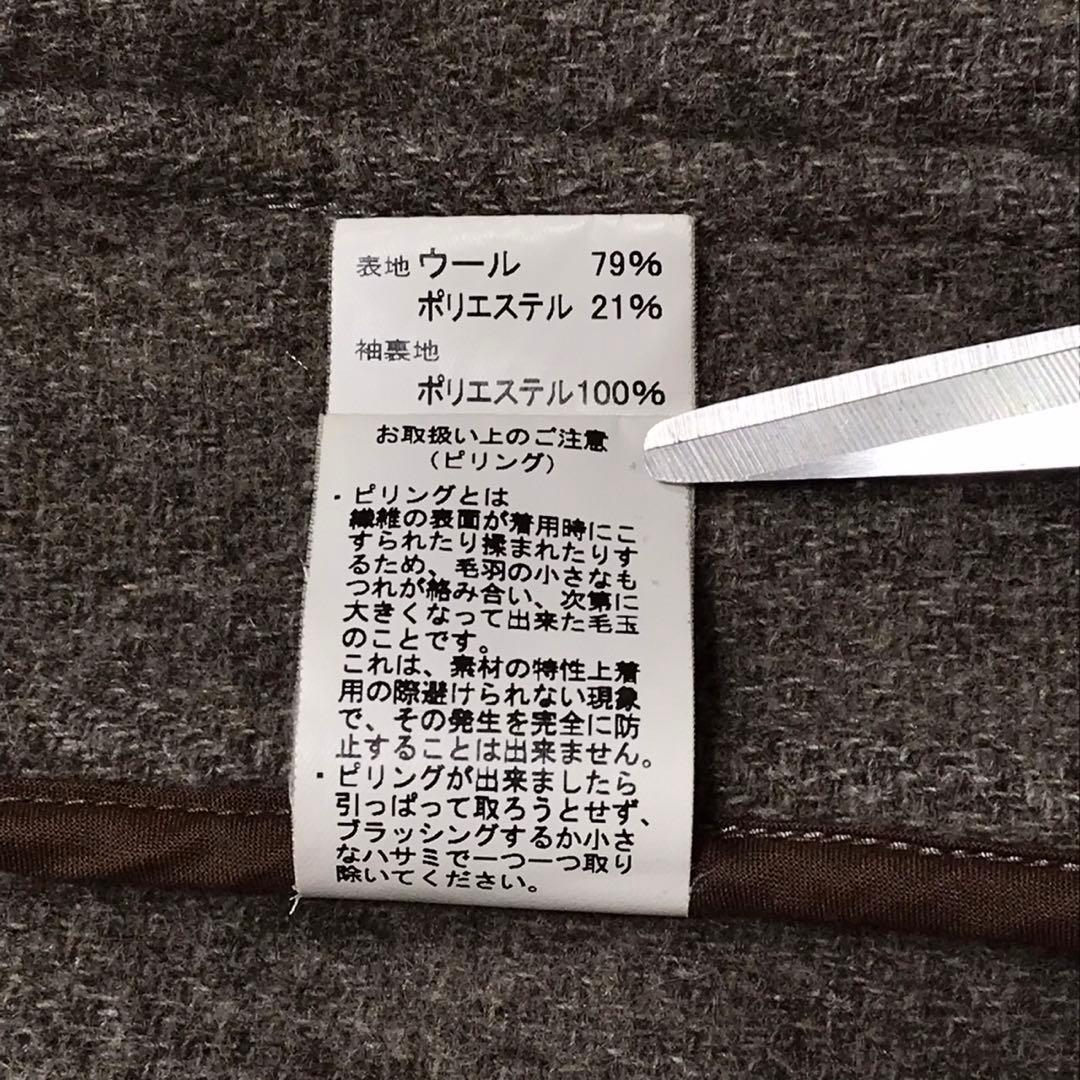 表地 ウール 79%
ポリエステル 21%
袖裏地
ポリエステル100%
お取扱い上のご注意
(ピリング)
・ピリングとは
繊維の表面が着用時にこ
すられたり揉まれたりす
るため、毛羽の小さなも
つれが絡み合い、次第に
大きくなって出来た毛玉
のことです。
これは、素材の特性上着
用の際避けられない現象
で、その発生を完全に防
止することは出来ません。
・ピリングが出来ましたら
引っぱって取ろうとせず、
ブラッシングするか小さ
なハサミで一つ一つ取り
除いてください。